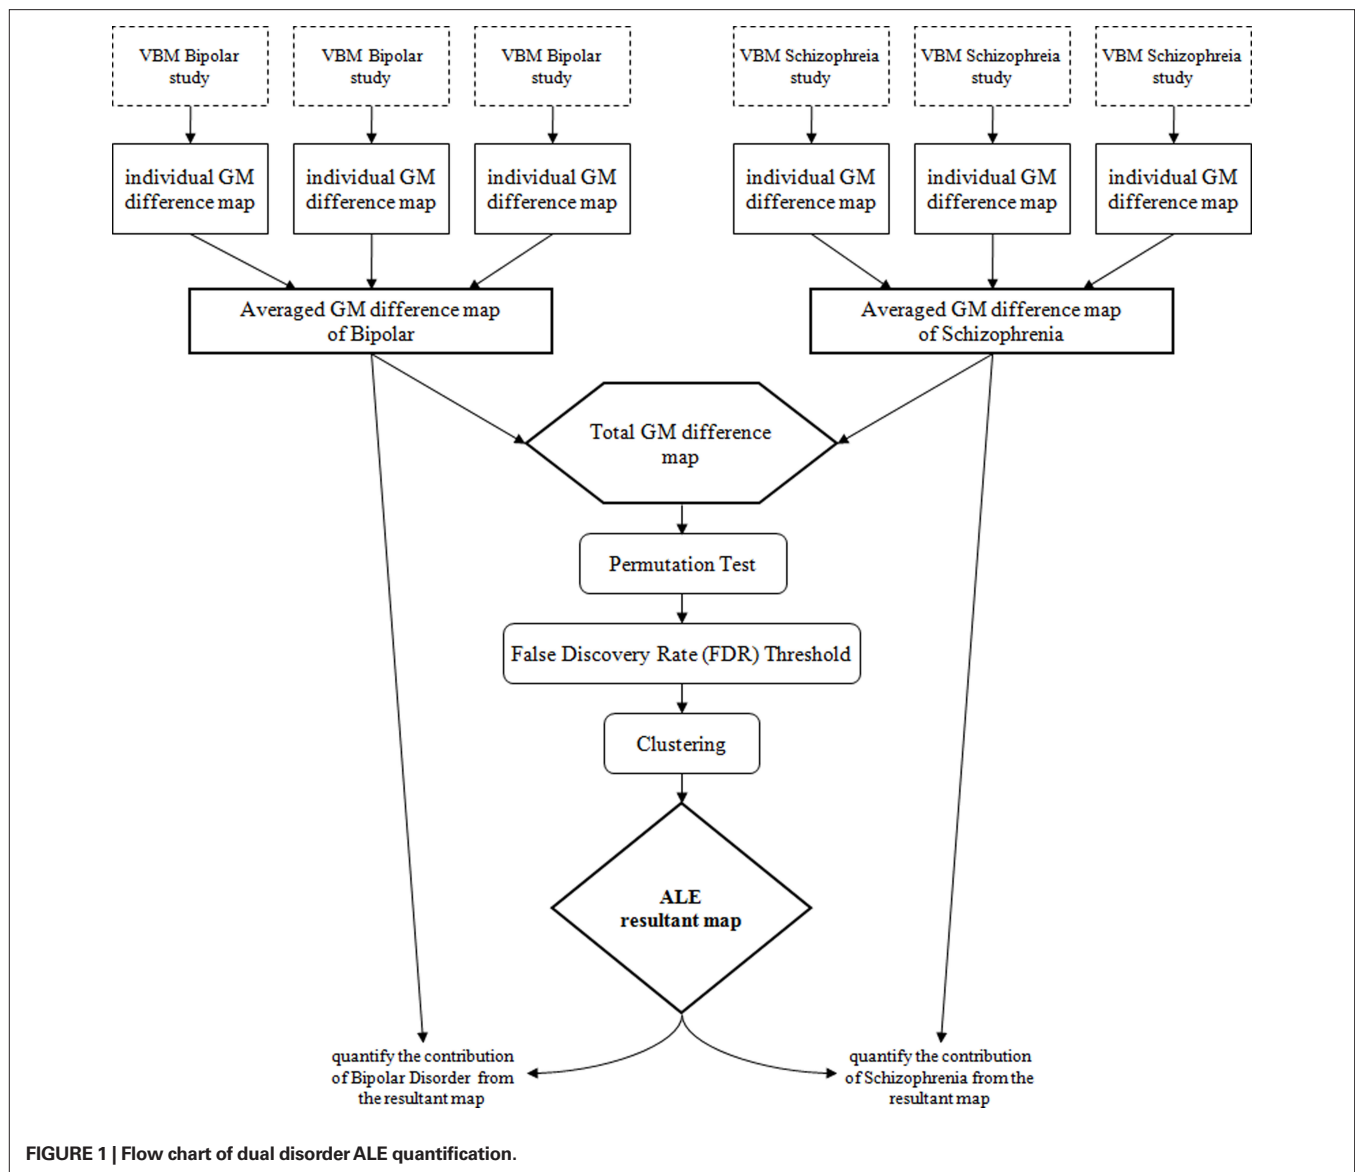 VBM Bipolar
study
VBM Bipolar
study
VBM Bipolar
study
VBM Schizophreia
study
VBM Schizophreia
study
VBM Schizophreia
study
individual GM
difference map
individual GM
difference map
individual GM
difference map
individual GM
difference map
individual GM
difference map
individual GM
difference map
Averaged GM difference map
of Bipolar
Averaged GM difference map
of Schizophrenia
Total GM difference
map
Permutation Test
False Discovery Rate (FDR) Threshold
Clustering
ALE
resultant map
quantify the contribution
of Bipolar Disorder from
the resultant map
quantify the contribution
of Schizophrenia from the
resultant map
FIGURE 1 | Flow chart of dual disorder ALE quantification.